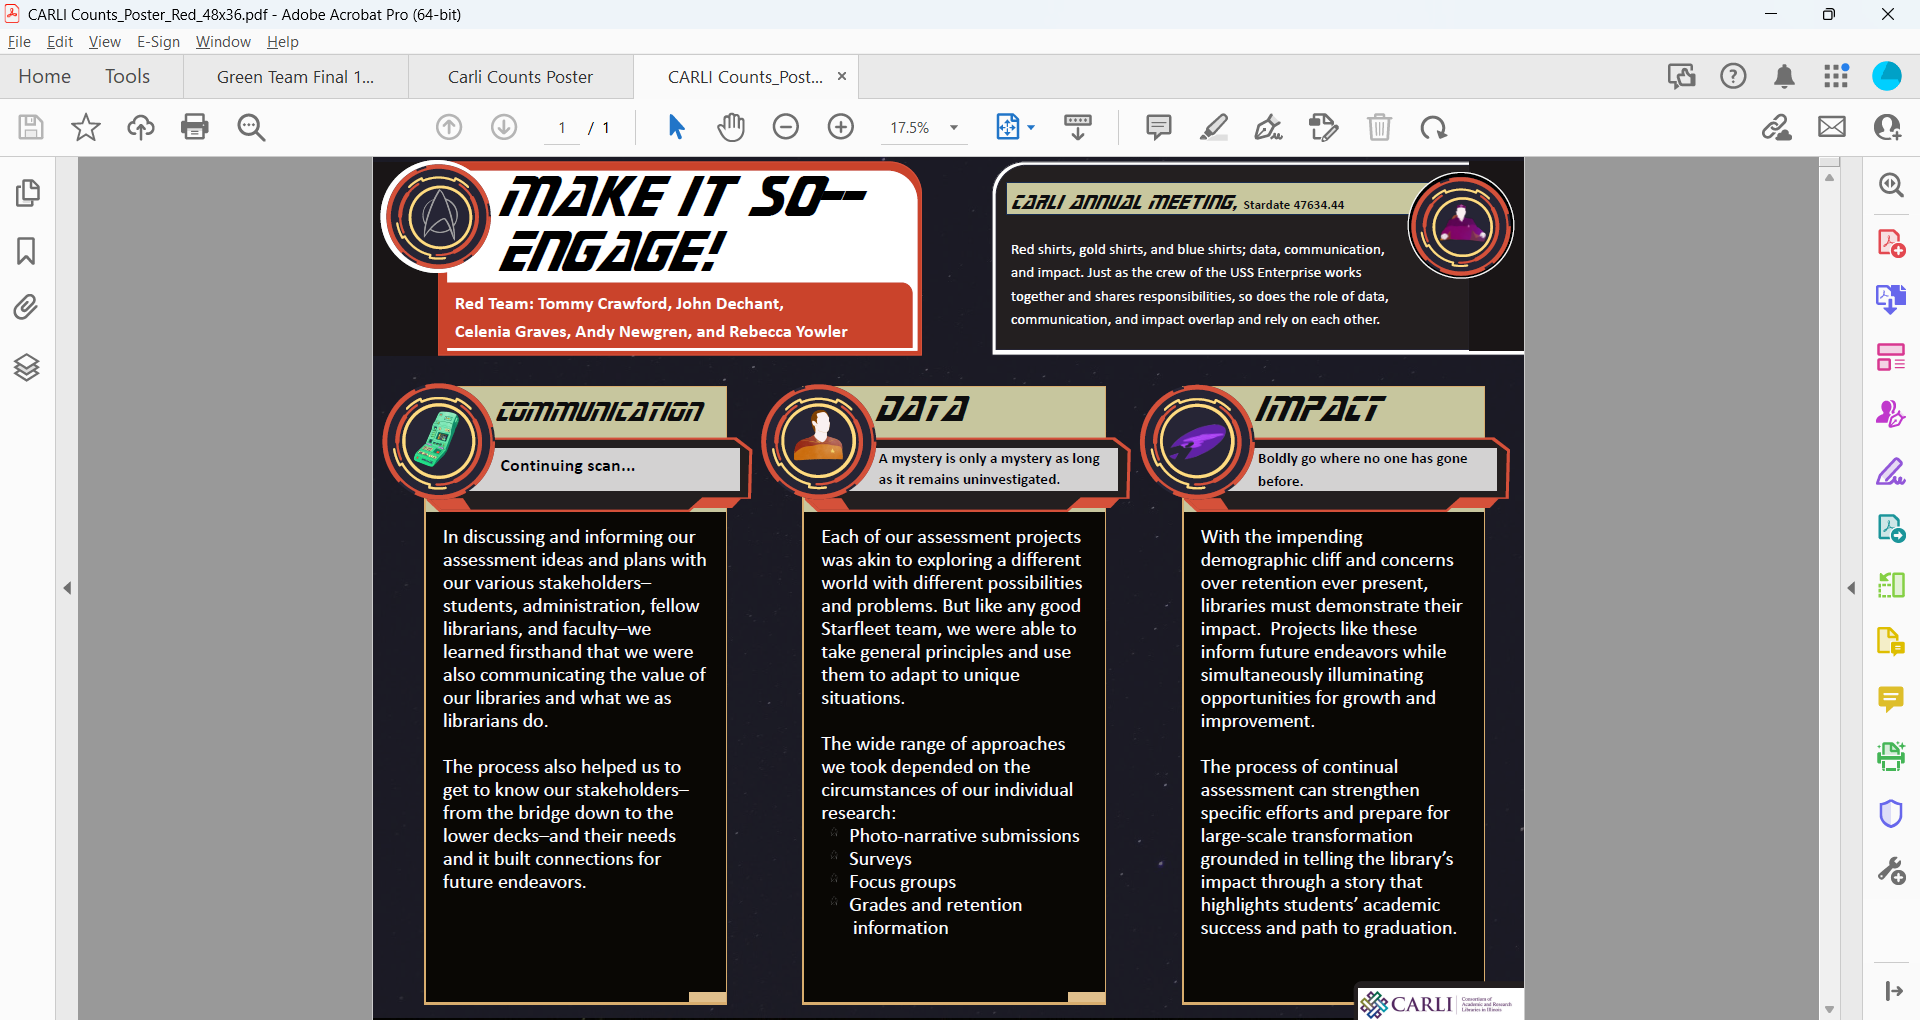 CARLI Counts_Poster_Red_48x36.pdf - Adobe Acrobat Pro (64-bit)
File Edit View E-Sign Window Help
Home Tools Green Team Final 1... Carli Counts Poster CARLI Counts_Post... ×
1 / 1 17.5%
MAKE IT SO--
ENGAGE!
Red Team: Tommy Crawford, John Dechant,
Celenia Graves, Andy Newgren, and Rebecca Yowler
CARLI ANNUAL MEETING, Stardate 47634.44
Red shirts, gold shirts, and blue shirts; data, communication,
and impact. Just as the crew of the USS Enterprise works
together and shares responsibilities, so does the role of data,
communication, and impact overlap and rely on each other.
COMMUNICATION
Continuing scan...
In discussing and informing our
assessment ideas and plans with
our various stakeholders–
students, administration, fellow
librarians, and faculty–we
learned firsthand that we were
also communicating the value of
our libraries and what we as
librarians do.
The process also helped us to
get to know our stakeholders–
from the bridge down to the
lower decks–and their needs
and it built connections for
future endeavors.
DATA
A mystery is only a mystery as long
as it remains uninvestigated.
Each of our assessment projects
was akin to exploring a different
world with different possibilities
and problems. But like any good
Starfleet team, we were able to
take general principles and use
them to adapt to unique
situations.
The wide range of approaches
we took depended on the
circumstances of our individual
research:
Photo-narrative submissions
Surveys
Focus groups
Grades and retention
information
IMPACT
Boldly go where no one has gone
before.
With the impending
demographic cliff and concerns
over retention ever present,
libraries must demonstrate their
impact. Projects like these
inform future endeavors while
simultaneously illuminating
opportunities for growth and
improvement.
The process of continual
assessment can strengthen
specific efforts and prepare for
large-scale transformation
grounded in telling the library’s
impact through a story that
highlights students’ academic
success and path to graduation.
CARLI
Consortium of
Academic and Research
Libraries in Illinois